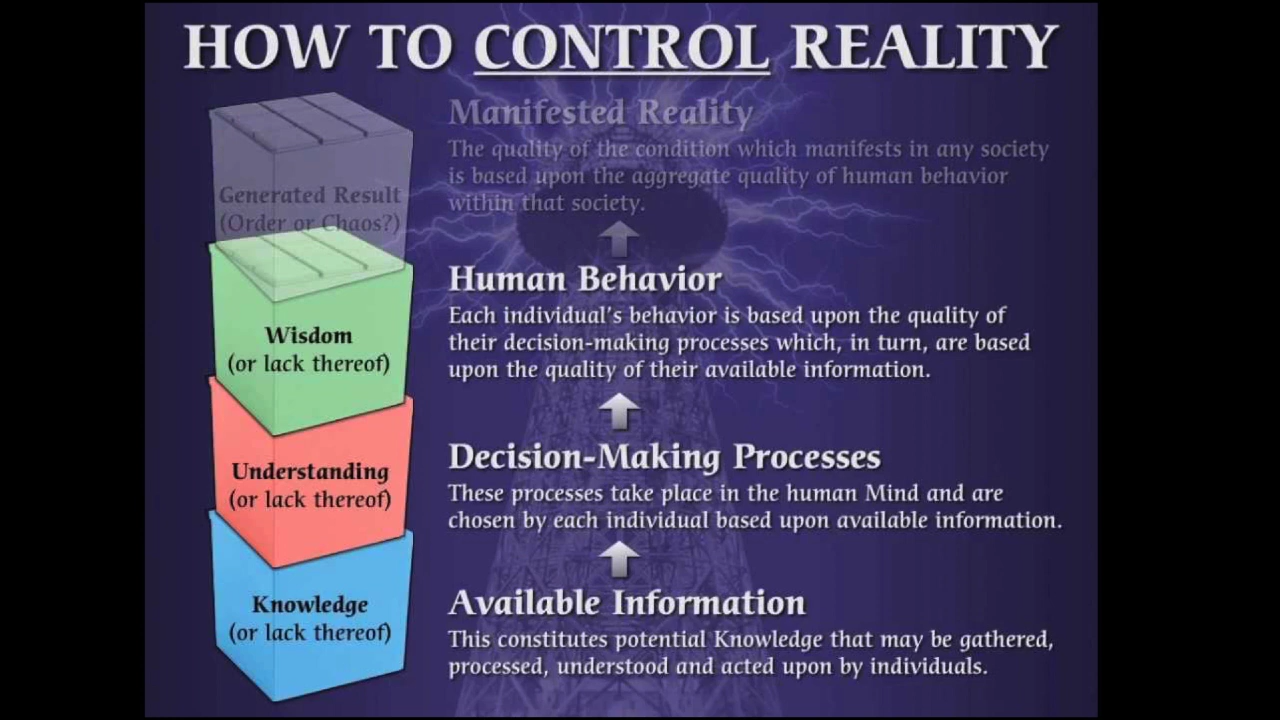 HOW TO CONTROL REALITY
Manifested Reality
The quality of the condition which manifests in any society
is based upon the aggregate quality of human behavior
within that society.
Generated Result
(Order or Chaos?)
Human Behavior
Each individual's behavior is based upon the quality of
their decision-making processes which, in turn, are based
upon the quality of their available information.
Wisdom
(or lack thereof)
Decision-Making Processes
These processes take place in the human Mind and are
chosen by each individual based upon available information.
Understanding
(or lack thereof)
Available Information
This constitutes potential Knowledge that may be gathered,
processed, understood and acted upon by individuals.
Knowledge
(or lack thereof)